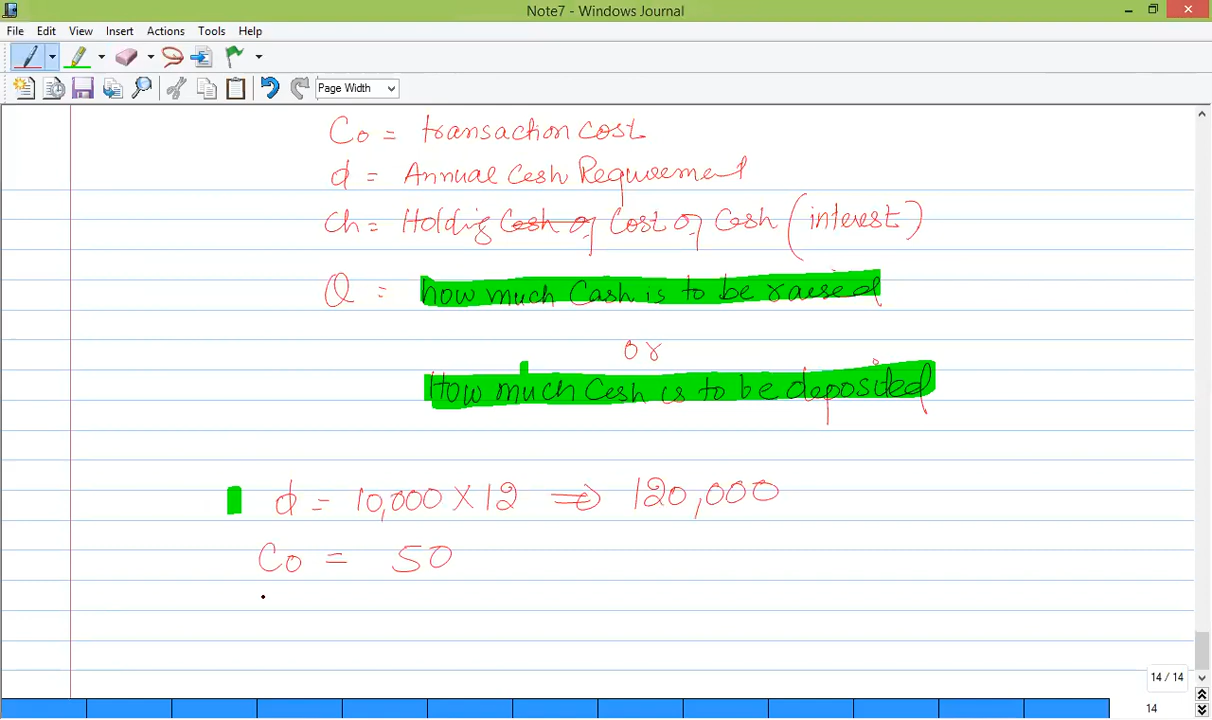 Note7 - Windows Journal
File Edit View Insert Actions Tools Help
Page Width
Co = transaction cost
d = Annual Cash Requirement
Ch = Holding Cash of Cost of Cash (interest)
Q = how much Cash is to be raised
or
How much Cash is to be deposited
d = 10,000 X 12 ⇒ 120,000
Co = 50
14 / 14
14